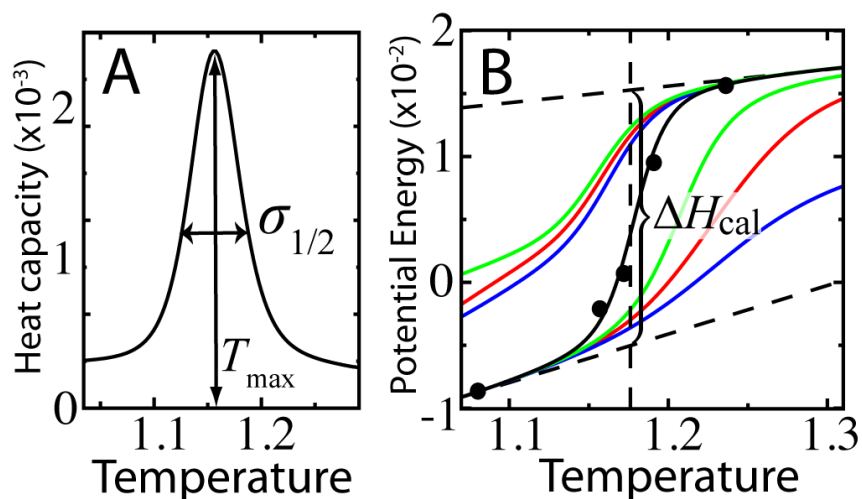 A
Heat capacity (x10⁻³)
2
1
0
σ1/2
Tmax
1.1 1.2
Temperature
B
Potential Energy (x10⁻²)
2
1
0
-1
ΔHcal
1.1 1.2 1.3
Temperature